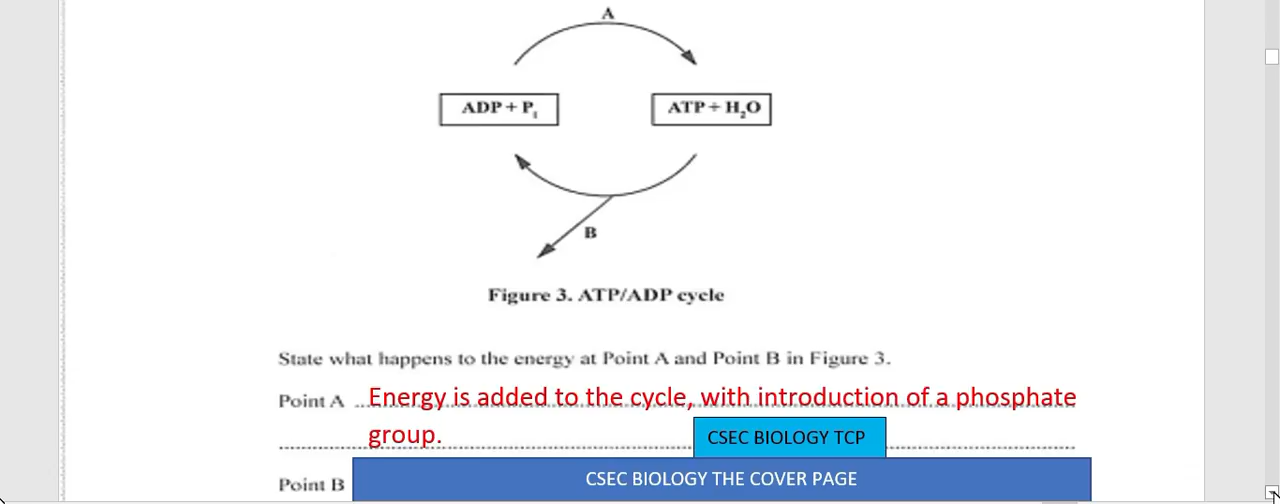 A
ADP + P₁
ATP + H₂O
B
Figure 3. ATP/ADP cycle
State what happens to the energy at Point A and Point B in Figure 3.
Point A Energy is added to the cycle, with introduction of a phosphate
group.
CSEC BIOLOGY TCP
Point B CSEC BIOLOGY THE COVER PAGE